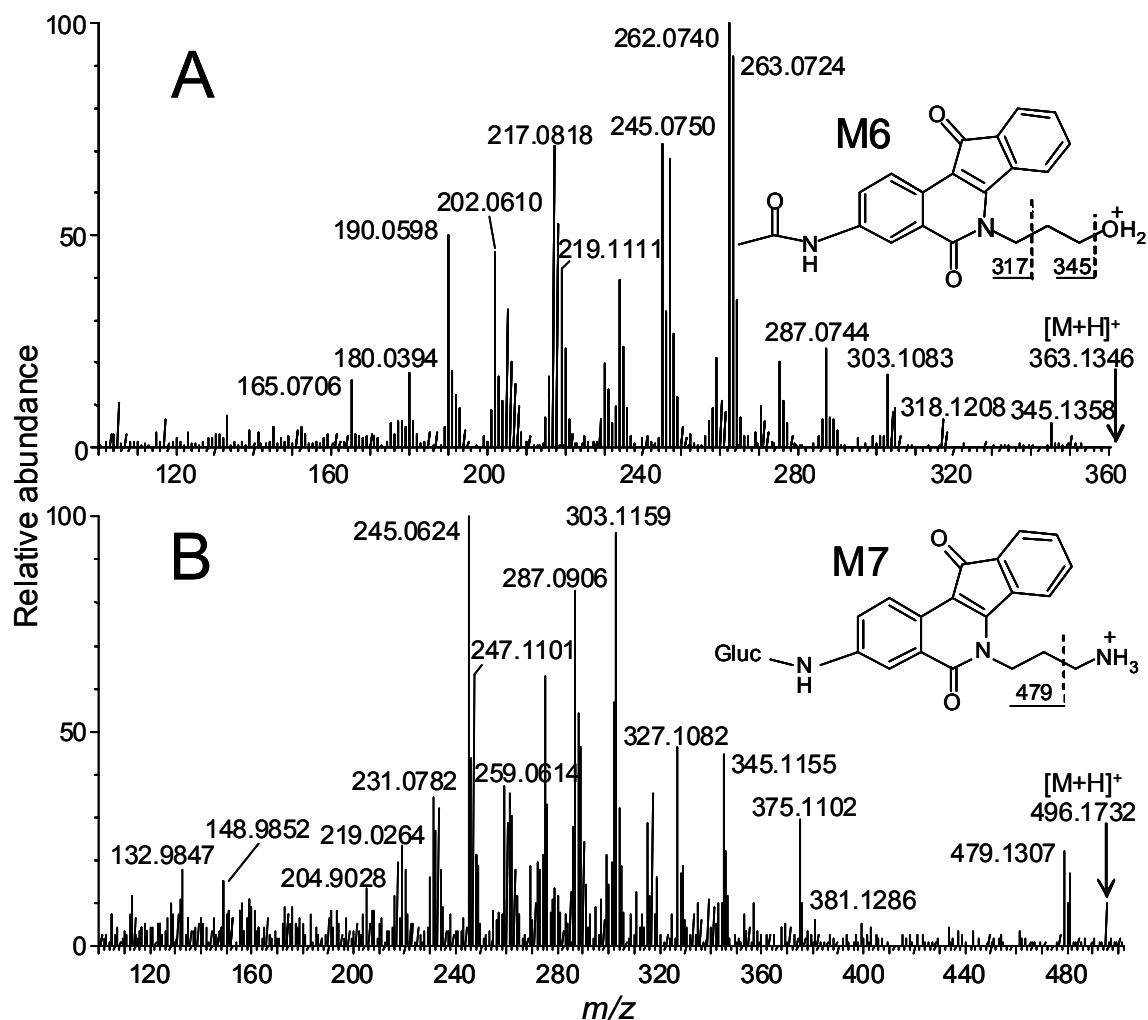 100
50
0
A
165.0706
180.0394
190.0598
202.0610
217.0818
219.1111
245.0750
262.0740
263.0724
287.0744
303.1083
318.1208
345.1358
[M+H]+
363.1346
M6
O
O
N
H
O
N
+
OH2
317
345
120
160
200
240
280
320
360
Relative abundance
100
50
0
B
132.9847
148.9852
204.9028
219.0264
231.0782
245.0624
247.1101
259.0614
287.0906
303.1159
327.1082
345.1155
375.1102
381.1286
479.1307
[M+H]+
496.1732
M7
O
Gluc
N
H
O
N
+
NH3
479
120
160
200
240
280
320
360
400
440
480
m/z